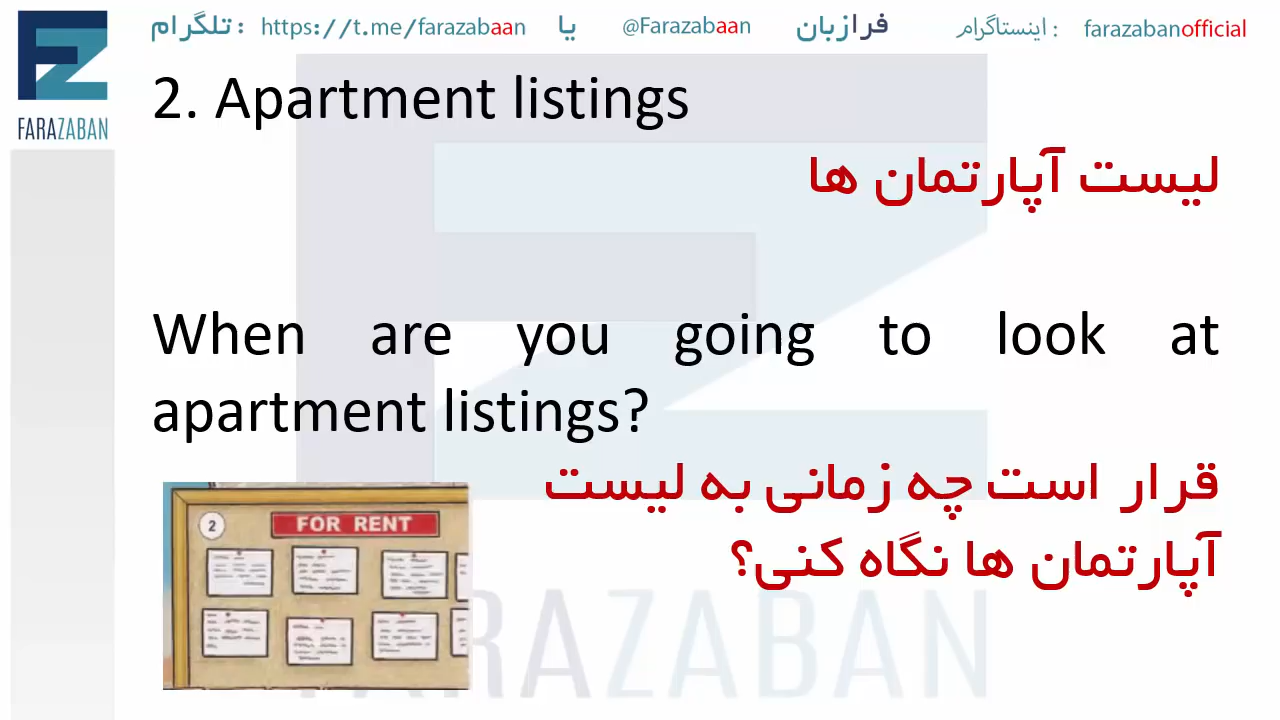 تلگرام : https://t.me/farazabaan یا @Farazabaan فرازبان اینستاگرام : farazabanofficial
FARAZABAN
2. Apartment listings
لیست آپارتمان ها
When are you going to look at
apartment listings?
قرار است چه زمانی به لیست
آپارتمان ها نگاه کنی؟
2
FOR RENT
FARAZABAN